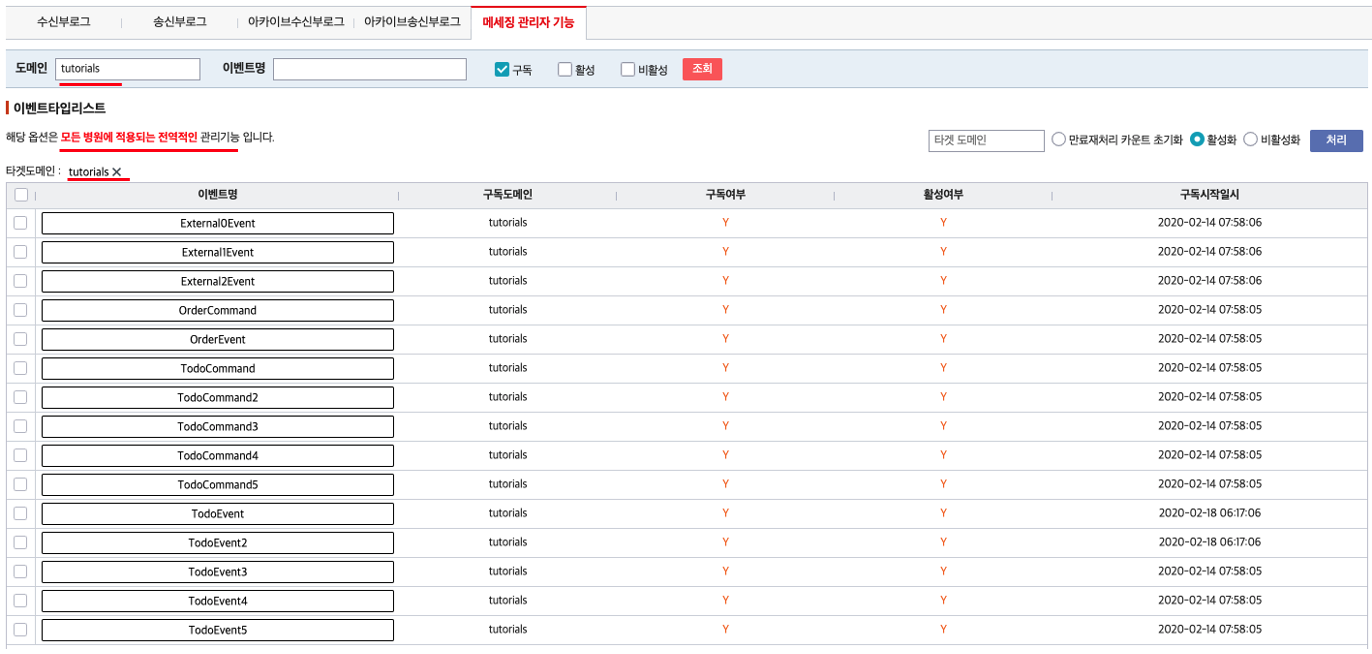 수신부로그 송신부로그 아카이브수신부로그 아카이브송신부로그 메세징 관리자 기능
도메인 tutorials 이벤트명 구독 활성 비활성 조회
이벤트타입리스트
해당 옵션은 모든 병원에 적용되는 전역적인 관리기능 입니다. 타겟 도메인 만료재처리 카운트 초기화 활성화 비활성화 처리
타겟도메인 : tutorials ✕
이벤트명 구독도메인 구독여부 활성여부 구독시작일시
External0Event tutorials Y Y 2020-02-14 07:58:06
External1Event tutorials Y Y 2020-02-14 07:58:06
External2Event tutorials Y Y 2020-02-14 07:58:06
OrderCommand tutorials Y Y 2020-02-14 07:58:05
OrderEvent tutorials Y Y 2020-02-14 07:58:05
TodoCommand tutorials Y Y 2020-02-14 07:58:05
TodoCommand2 tutorials Y Y 2020-02-14 07:58:05
TodoCommand3 tutorials Y Y 2020-02-14 07:58:05
TodoCommand4 tutorials Y Y 2020-02-14 07:58:05
TodoCommand5 tutorials Y Y 2020-02-14 07:58:05
TodoEvent tutorials Y Y 2020-02-18 06:17:06
TodoEvent2 tutorials Y Y 2020-02-18 06:17:06
TodoEvent3 tutorials Y Y 2020-02-14 07:58:05
TodoEvent4 tutorials Y Y 2020-02-14 07:58:05
TodoEvent5 tutorials Y Y 2020-02-14 07:58:05